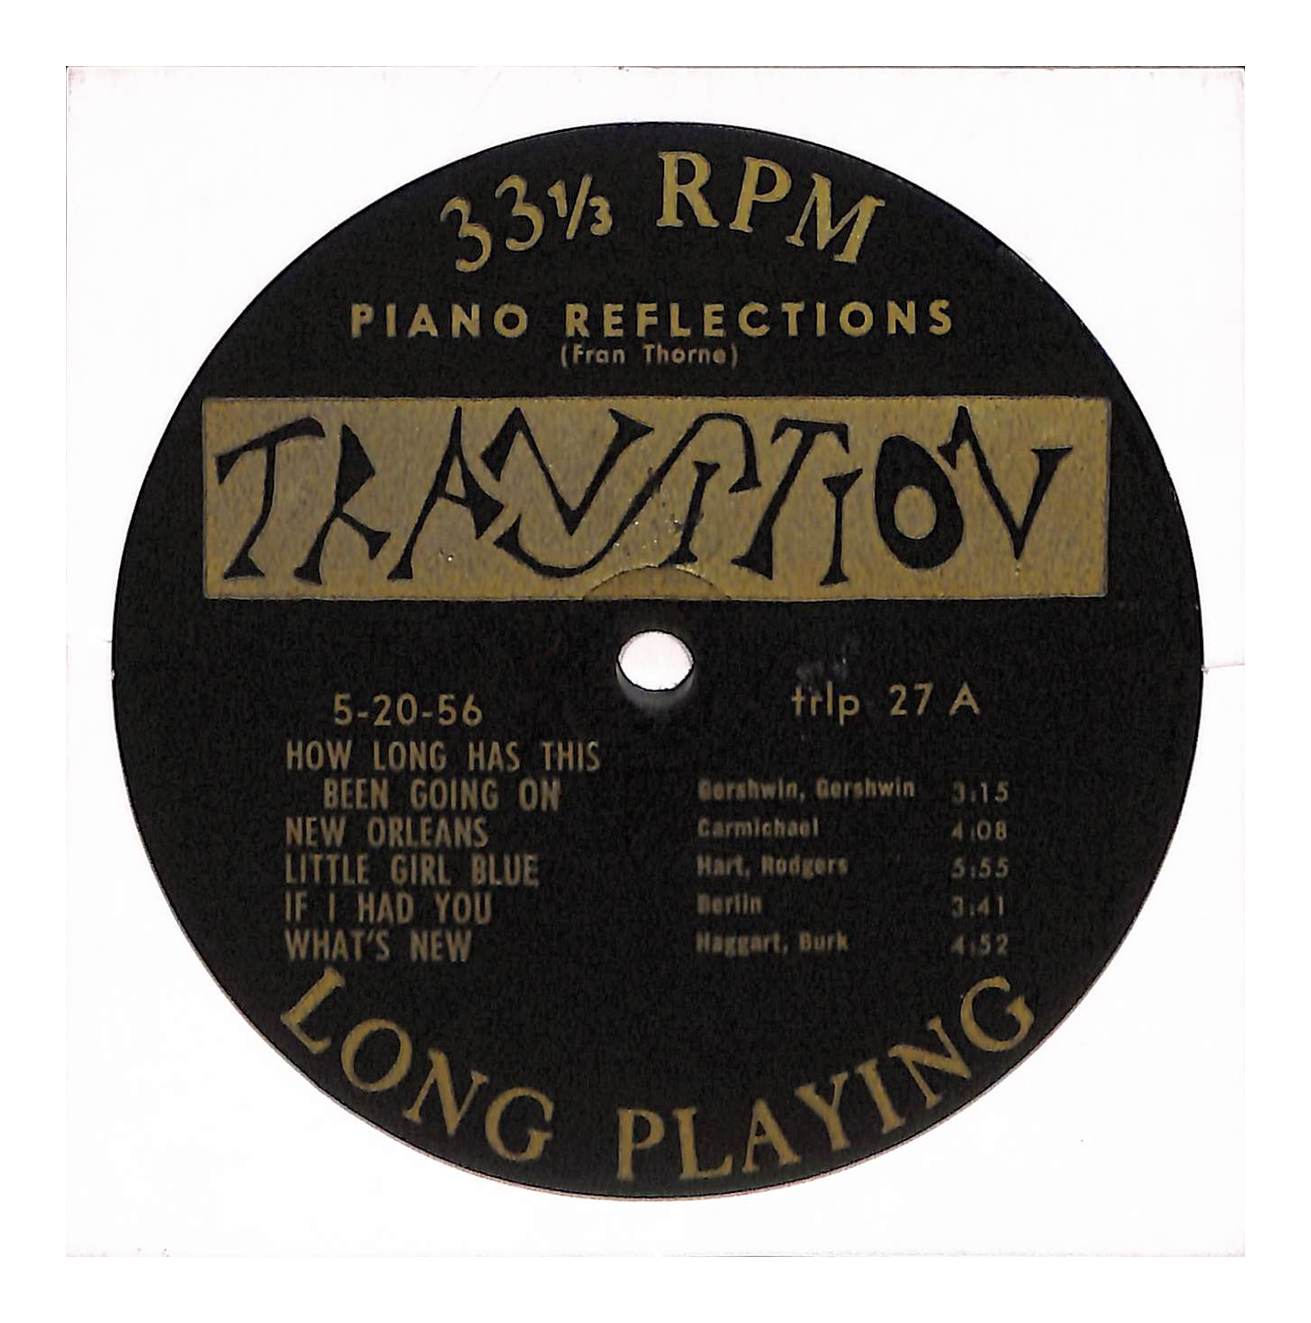 33 1/3 RPM
PIANO REFLECTIONS
(Fran Thorne)
TRANSITION
5-20-56
trlp 27 A
HOW LONG HAS THIS
BEEN GOING ON Gershwin, Gershwin 3:15
NEW ORLEANS Carmichael 4:08
LITTLE GIRL BLUE Hart, Rodgers 5:55
IF I HAD YOU Berlin 3:41
WHAT'S NEW Haggart, Burk 4:52
LONG PLAYING